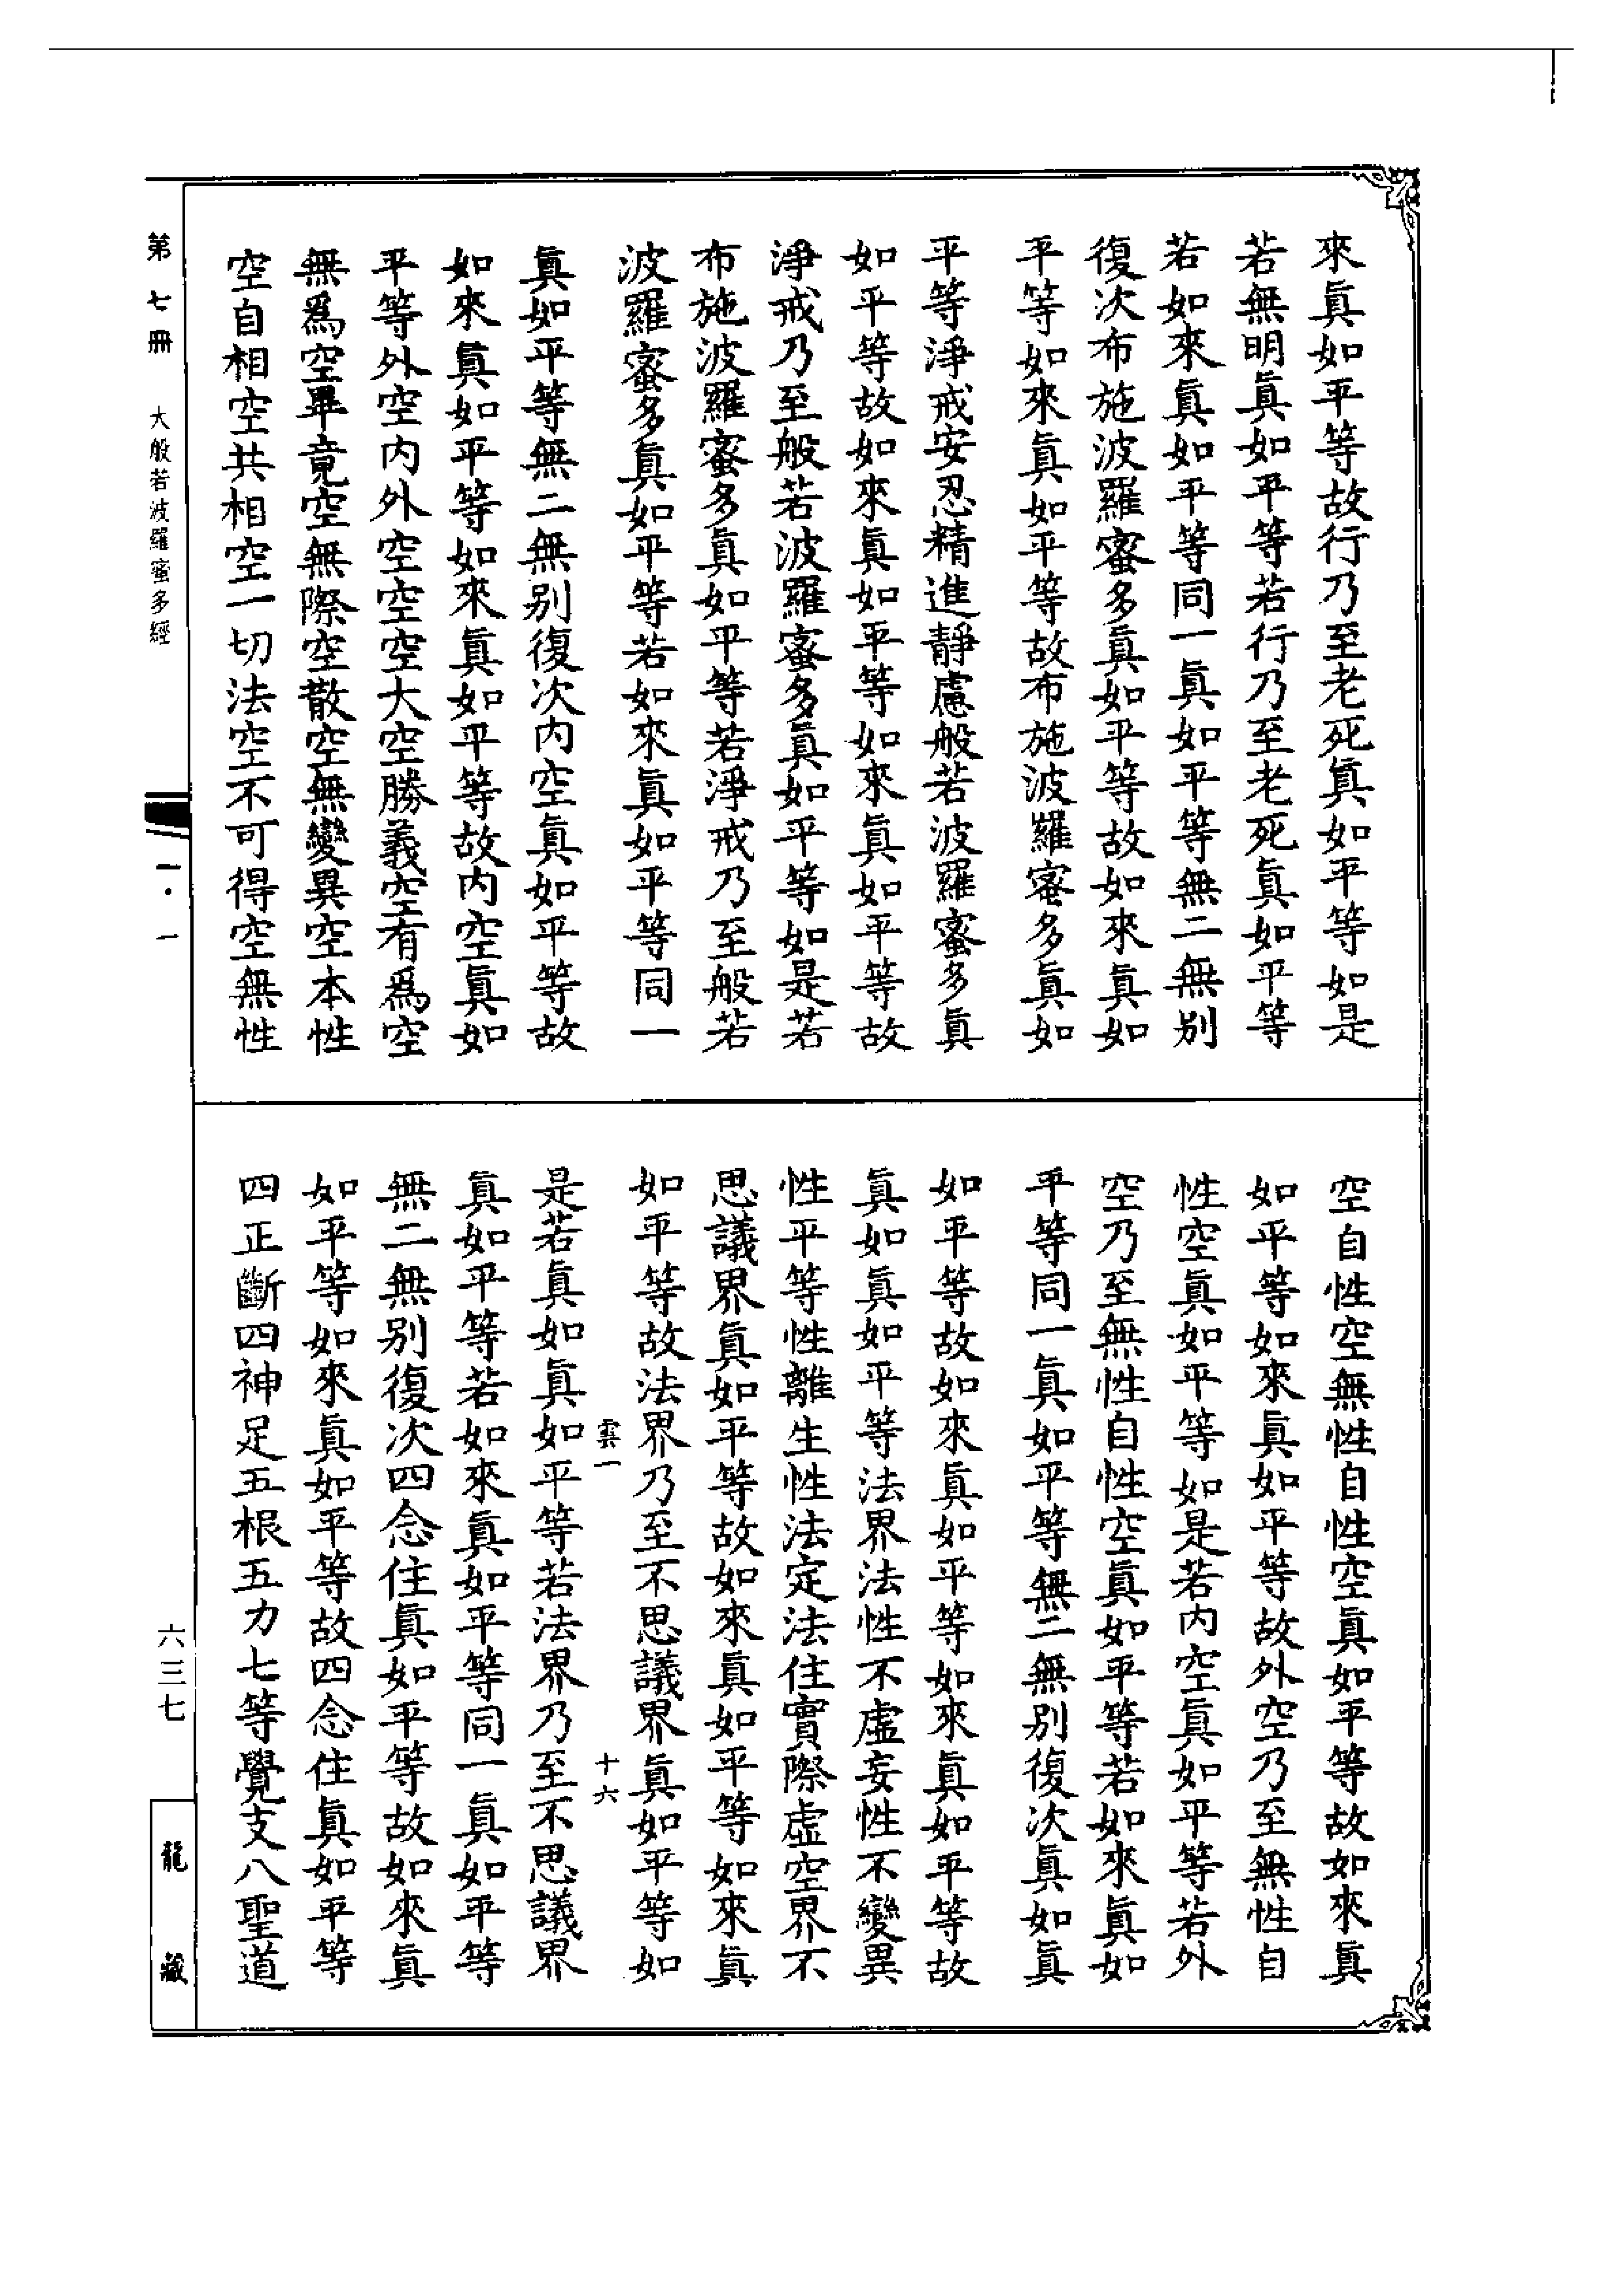 來眞如平等故行乃至老死眞如平等如是
若無明眞如平等若行乃至老死眞如平等
若如來眞如平等同一眞如平等無二無別
復次布施波羅蜜多眞如平等故如來眞如
平等如來眞如平等故布施波羅蜜多眞如
平等淨戒安忍精進靜慮般若波羅蜜多眞
如平等故如來眞如平等如來眞如平等故
淨戒乃至般若波羅蜜多眞如平等如是若
布施波羅蜜多眞如平等若淨戒乃至般若
波羅蜜多眞如平等若如來眞如平等同一
眞如平等無二無别復次内空眞如平等故
如來眞如平等如來眞如平等故内空眞如
平等外空内外空空空大空勝義空有爲空
無爲空畢竟空無際空散空無變異空本性
空自相空共相空一切法空不可得空無性
空自性空無性自性空眞如平等故如來眞
如平等如來眞如平等故外空乃至無性自
性空眞如平等如是若内空眞如平等若外
空乃至無性自性空眞如平等若如來眞如
平等同一眞如平等無二無别復次眞如眞
如平等故如來眞如平等如來眞如平等故
眞如眞如平等法界法性不虛妄性不變異
性平等性離生性法定法住實際虛空界不
思議界眞如平等故如來眞如平等如來眞
如平等故法界乃至不思議界眞如平等如
雲一 十六
是若眞如眞如平等若法界乃至不思議界
眞如平等若如來眞如平等同一眞如平等
無二無别復次四念住眞如平等故如來眞
如平等如來眞如平等故四念住眞如平等
四正斷四神足五根五力七等覺支八聖道
第七冊 大般若波羅蜜多經 一・一 六三七 龍藏